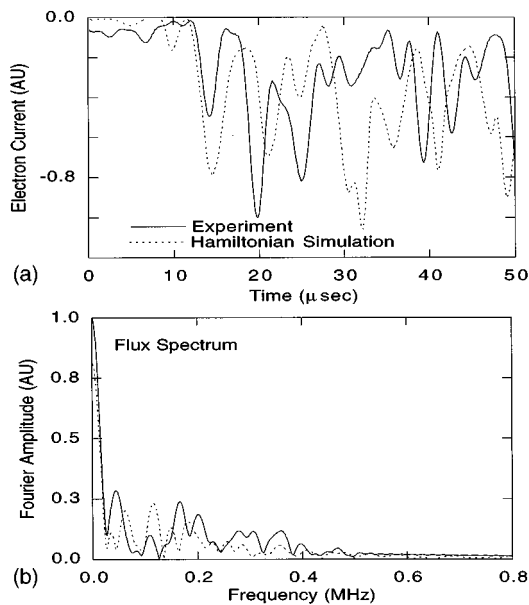 0.0
-0.8
Electron Current (AU)
Experiment
Hamiltonian Simulation
(a)
0 10 20 30 40 50
Time (μsec)
1.0
0.8
0.5
0.3
0.0
Fourier Amplitude (AU)
Flux Spectrum
(b)
0.0 0.2 0.4 0.6 0.8
Frequency (MHz)